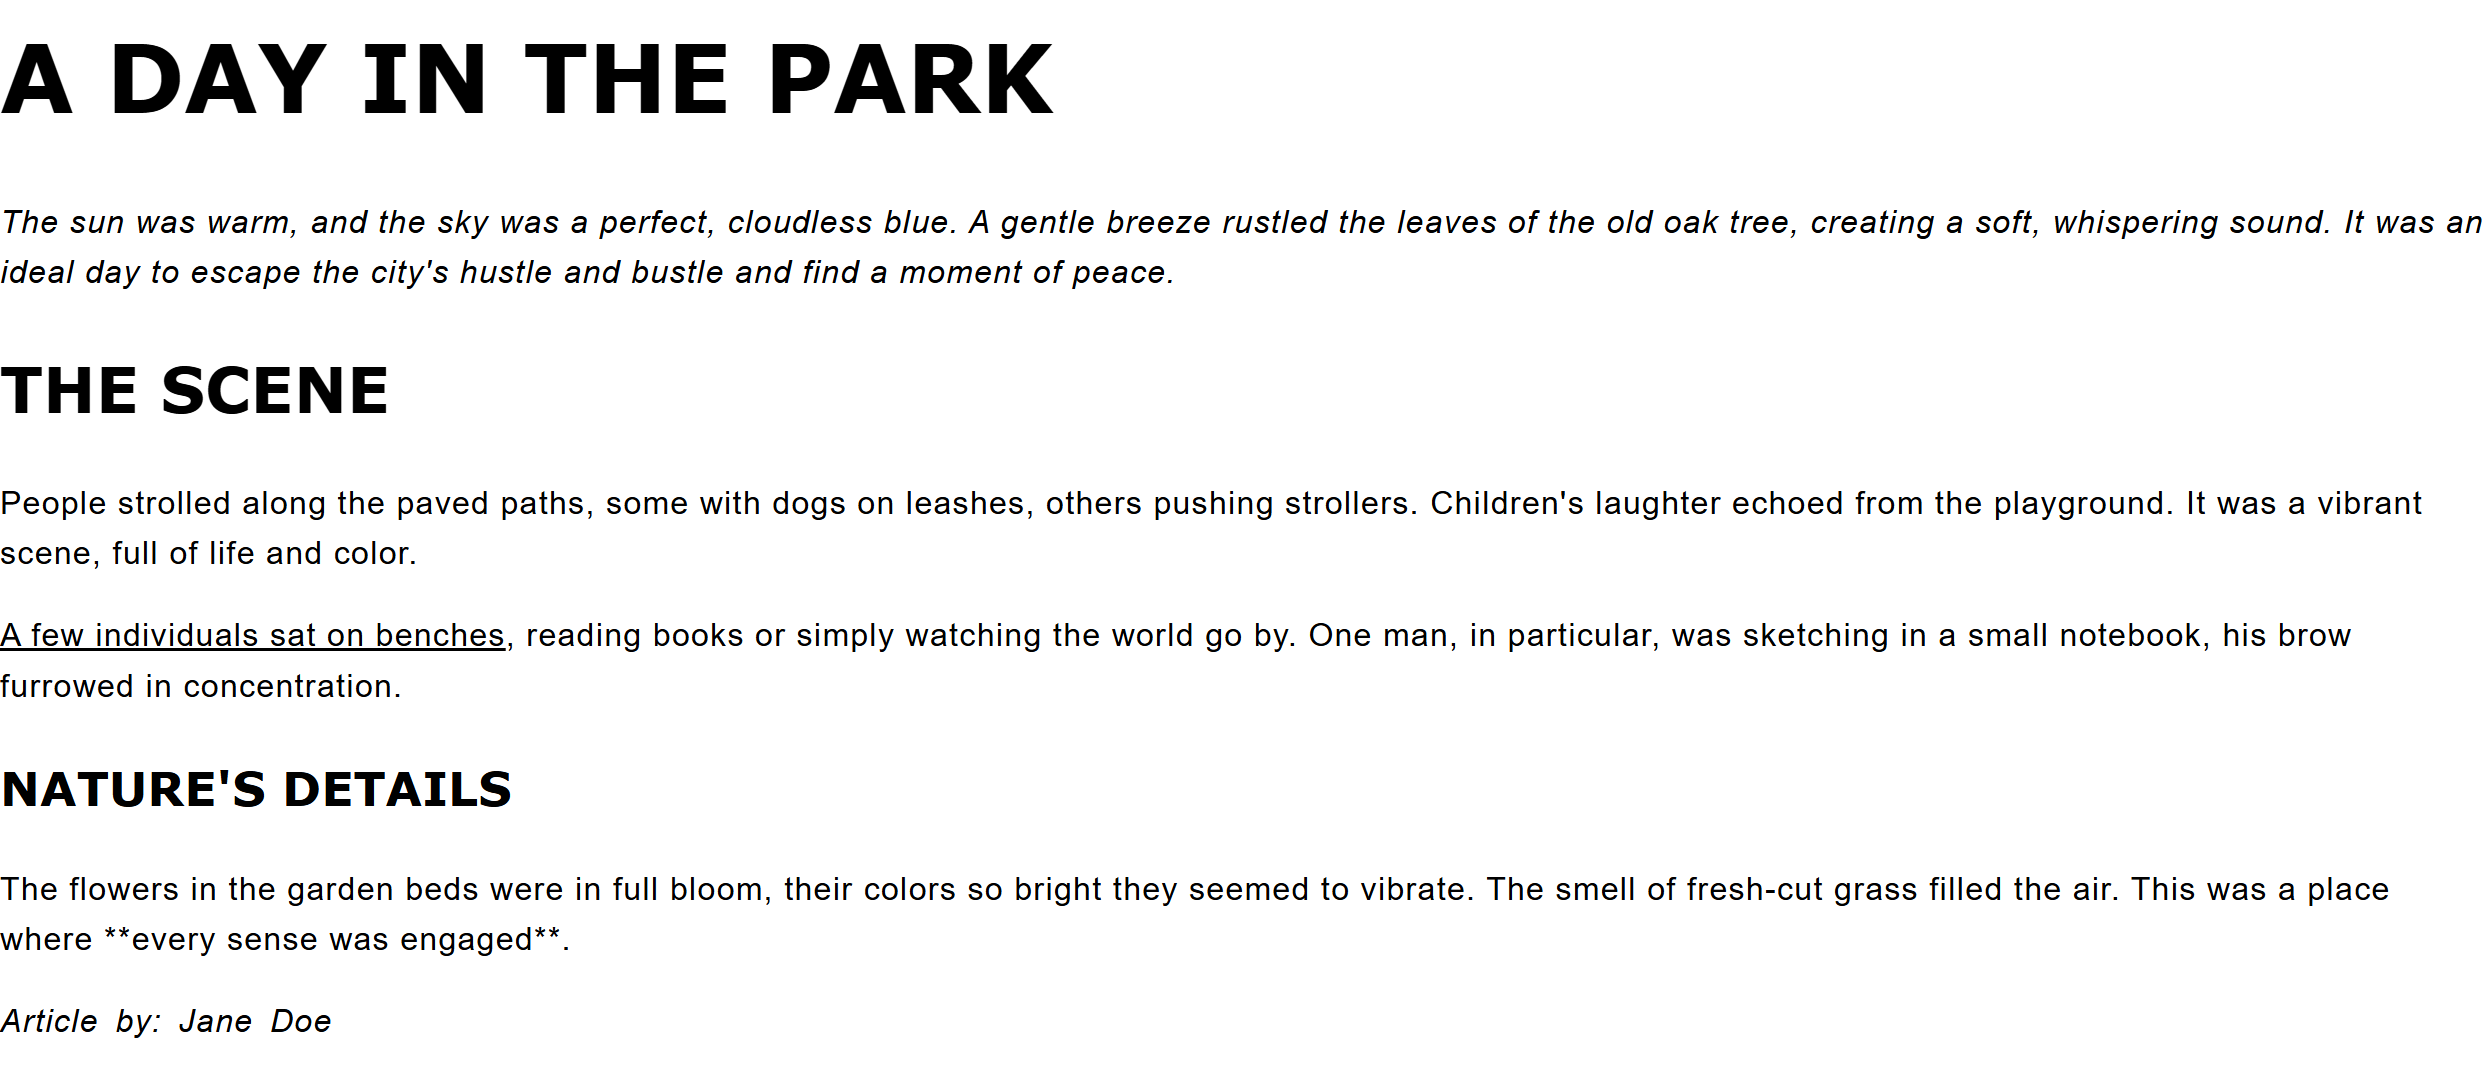 A DAY IN THE PARK
The sun was warm, and the sky was a perfect, cloudless blue. A gentle breeze rustled the leaves of the old oak tree, creating a soft, whispering sound. It was an
ideal day to escape the city's hustle and bustle and find a moment of peace.
THE SCENE
People strolled along the paved paths, some with dogs on leashes, others pushing strollers. Children's laughter echoed from the playground. It was a vibrant
scene, full of life and color.
A few individuals sat on benches, reading books or simply watching the world go by. One man, in particular, was sketching in a small notebook, his brow
furrowed in concentration.
NATURE'S DETAILS
The flowers in the garden beds were in full bloom, their colors so bright they seemed to vibrate. The smell of fresh-cut grass filled the air. This was a place
where **every sense was engaged**.
Article by: Jane Doe